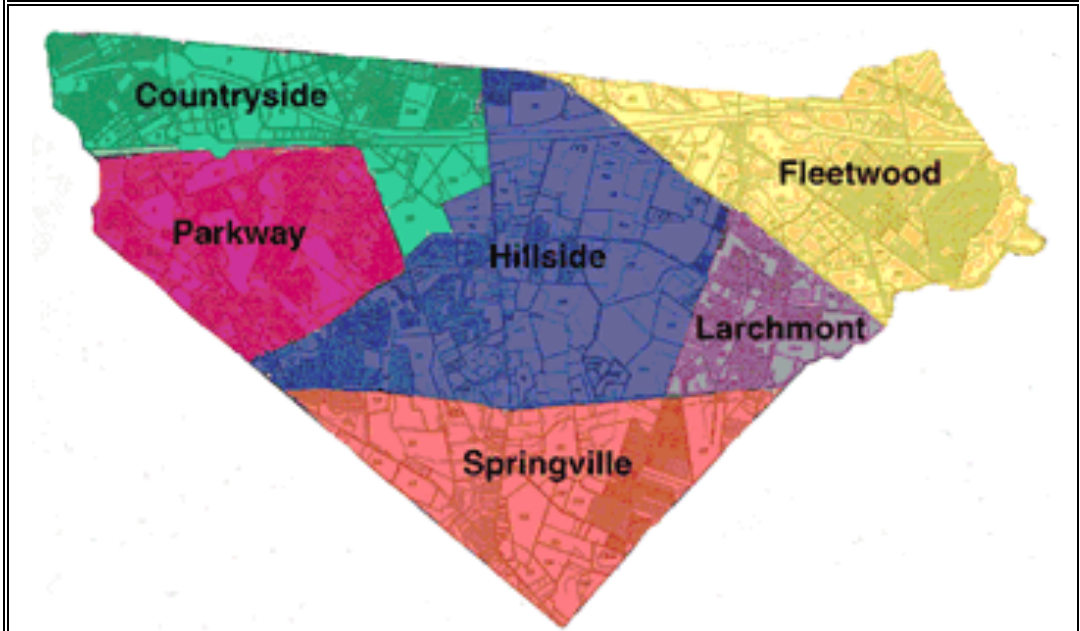 Countryside
Fleetwood
Parkway
Hillside
Larchmont
Springville